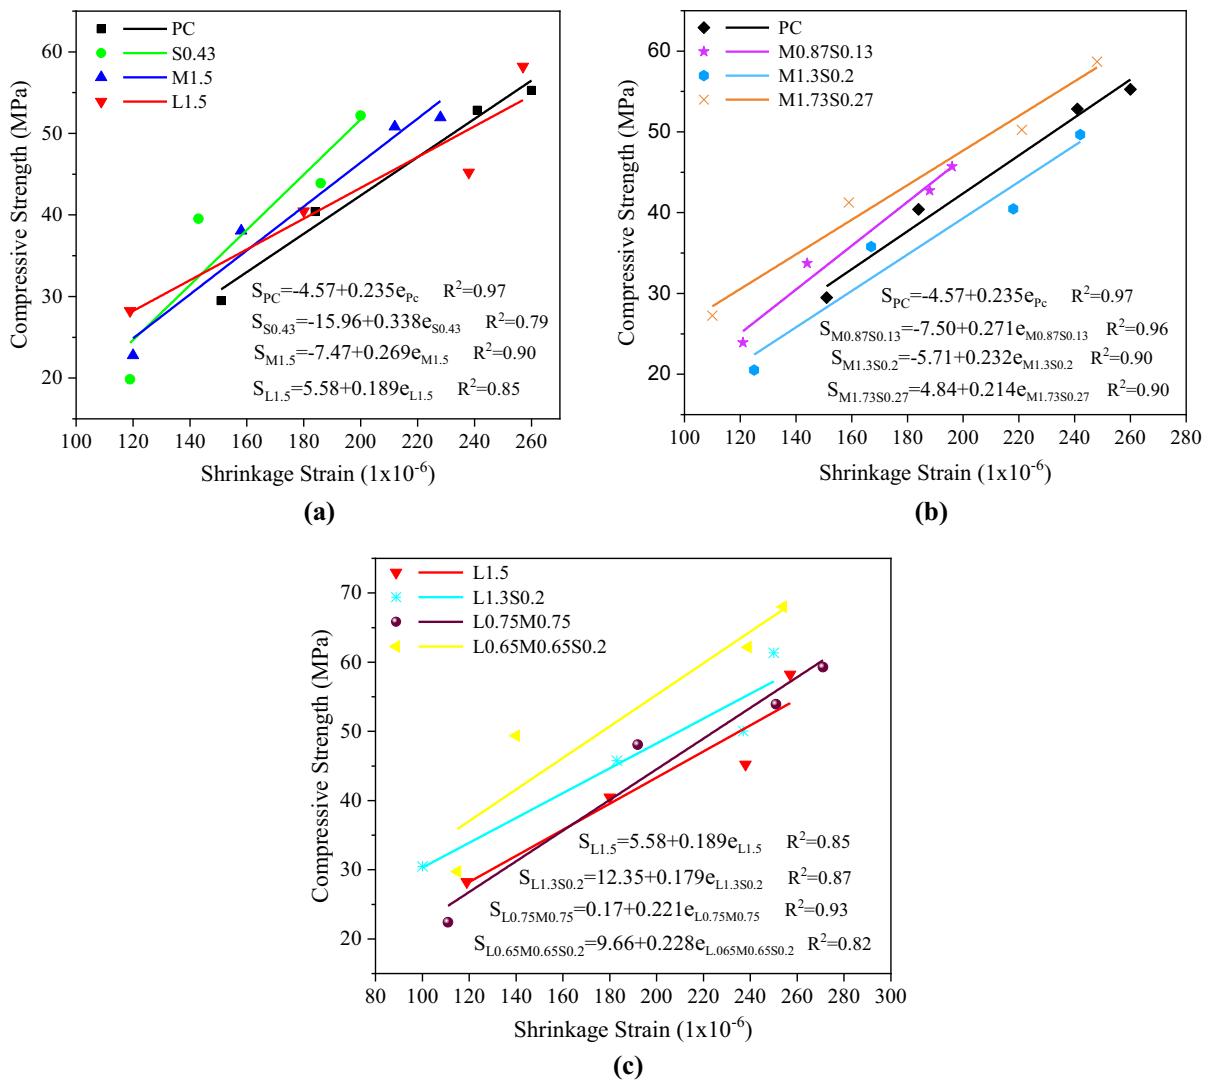 PC
S0.43
M1.5
L1.5
60
50
40
30
20
Compressive Strength (MPa)
S_PC=-4.57+0.235e_Pc R²=0.97
S_S0.43=-15.96+0.338e_S0.43 R²=0.79
S_M1.5=-7.47+0.269e_M1.5 R²=0.90
S_L1.5=5.58+0.189e_L1.5 R²=0.85
100 120 140 160 180 200 220 240 260
Shrinkage Strain (1x10⁻⁶)
(a)
PC
M0.87S0.13
M1.3S0.2
M1.73S0.27
60
50
40
30
20
Compressive Strength (MPa)
S_PC=-4.57+0.235e_Pc R²=0.97
S_M0.87S0.13=-7.50+0.271e_M0.87S0.13 R²=0.96
S_M1.3S0.2=-5.71+0.232e_M1.3S0.2 R²=0.90
S_M1.73S0.27=4.84+0.214e_M1.73S0.27 R²=0.90
100 120 140 160 180 200 220 240 260 280
Shrinkage Strain (1x10⁻⁶)
(b)
L1.5
L1.3S0.2
L0.75M0.75
L0.65M0.65S0.2
70
60
50
40
30
20
Compressive Strength (MPa)
S_L1.5=5.58+0.189e_L1.5 R²=0.85
S_L1.3S0.2=12.35+0.179e_L1.3S0.2 R²=0.87
S_L0.75M0.75=0.17+0.221e_L0.75M0.75 R²=0.93
S_L0.65M0.65S0.2=9.66+0.228e_L.065M0.65S0.2 R²=0.82
80 100 120 140 160 180 200 220 240 260 280 300
Shrinkage Strain (1x10⁻⁶)
(c)